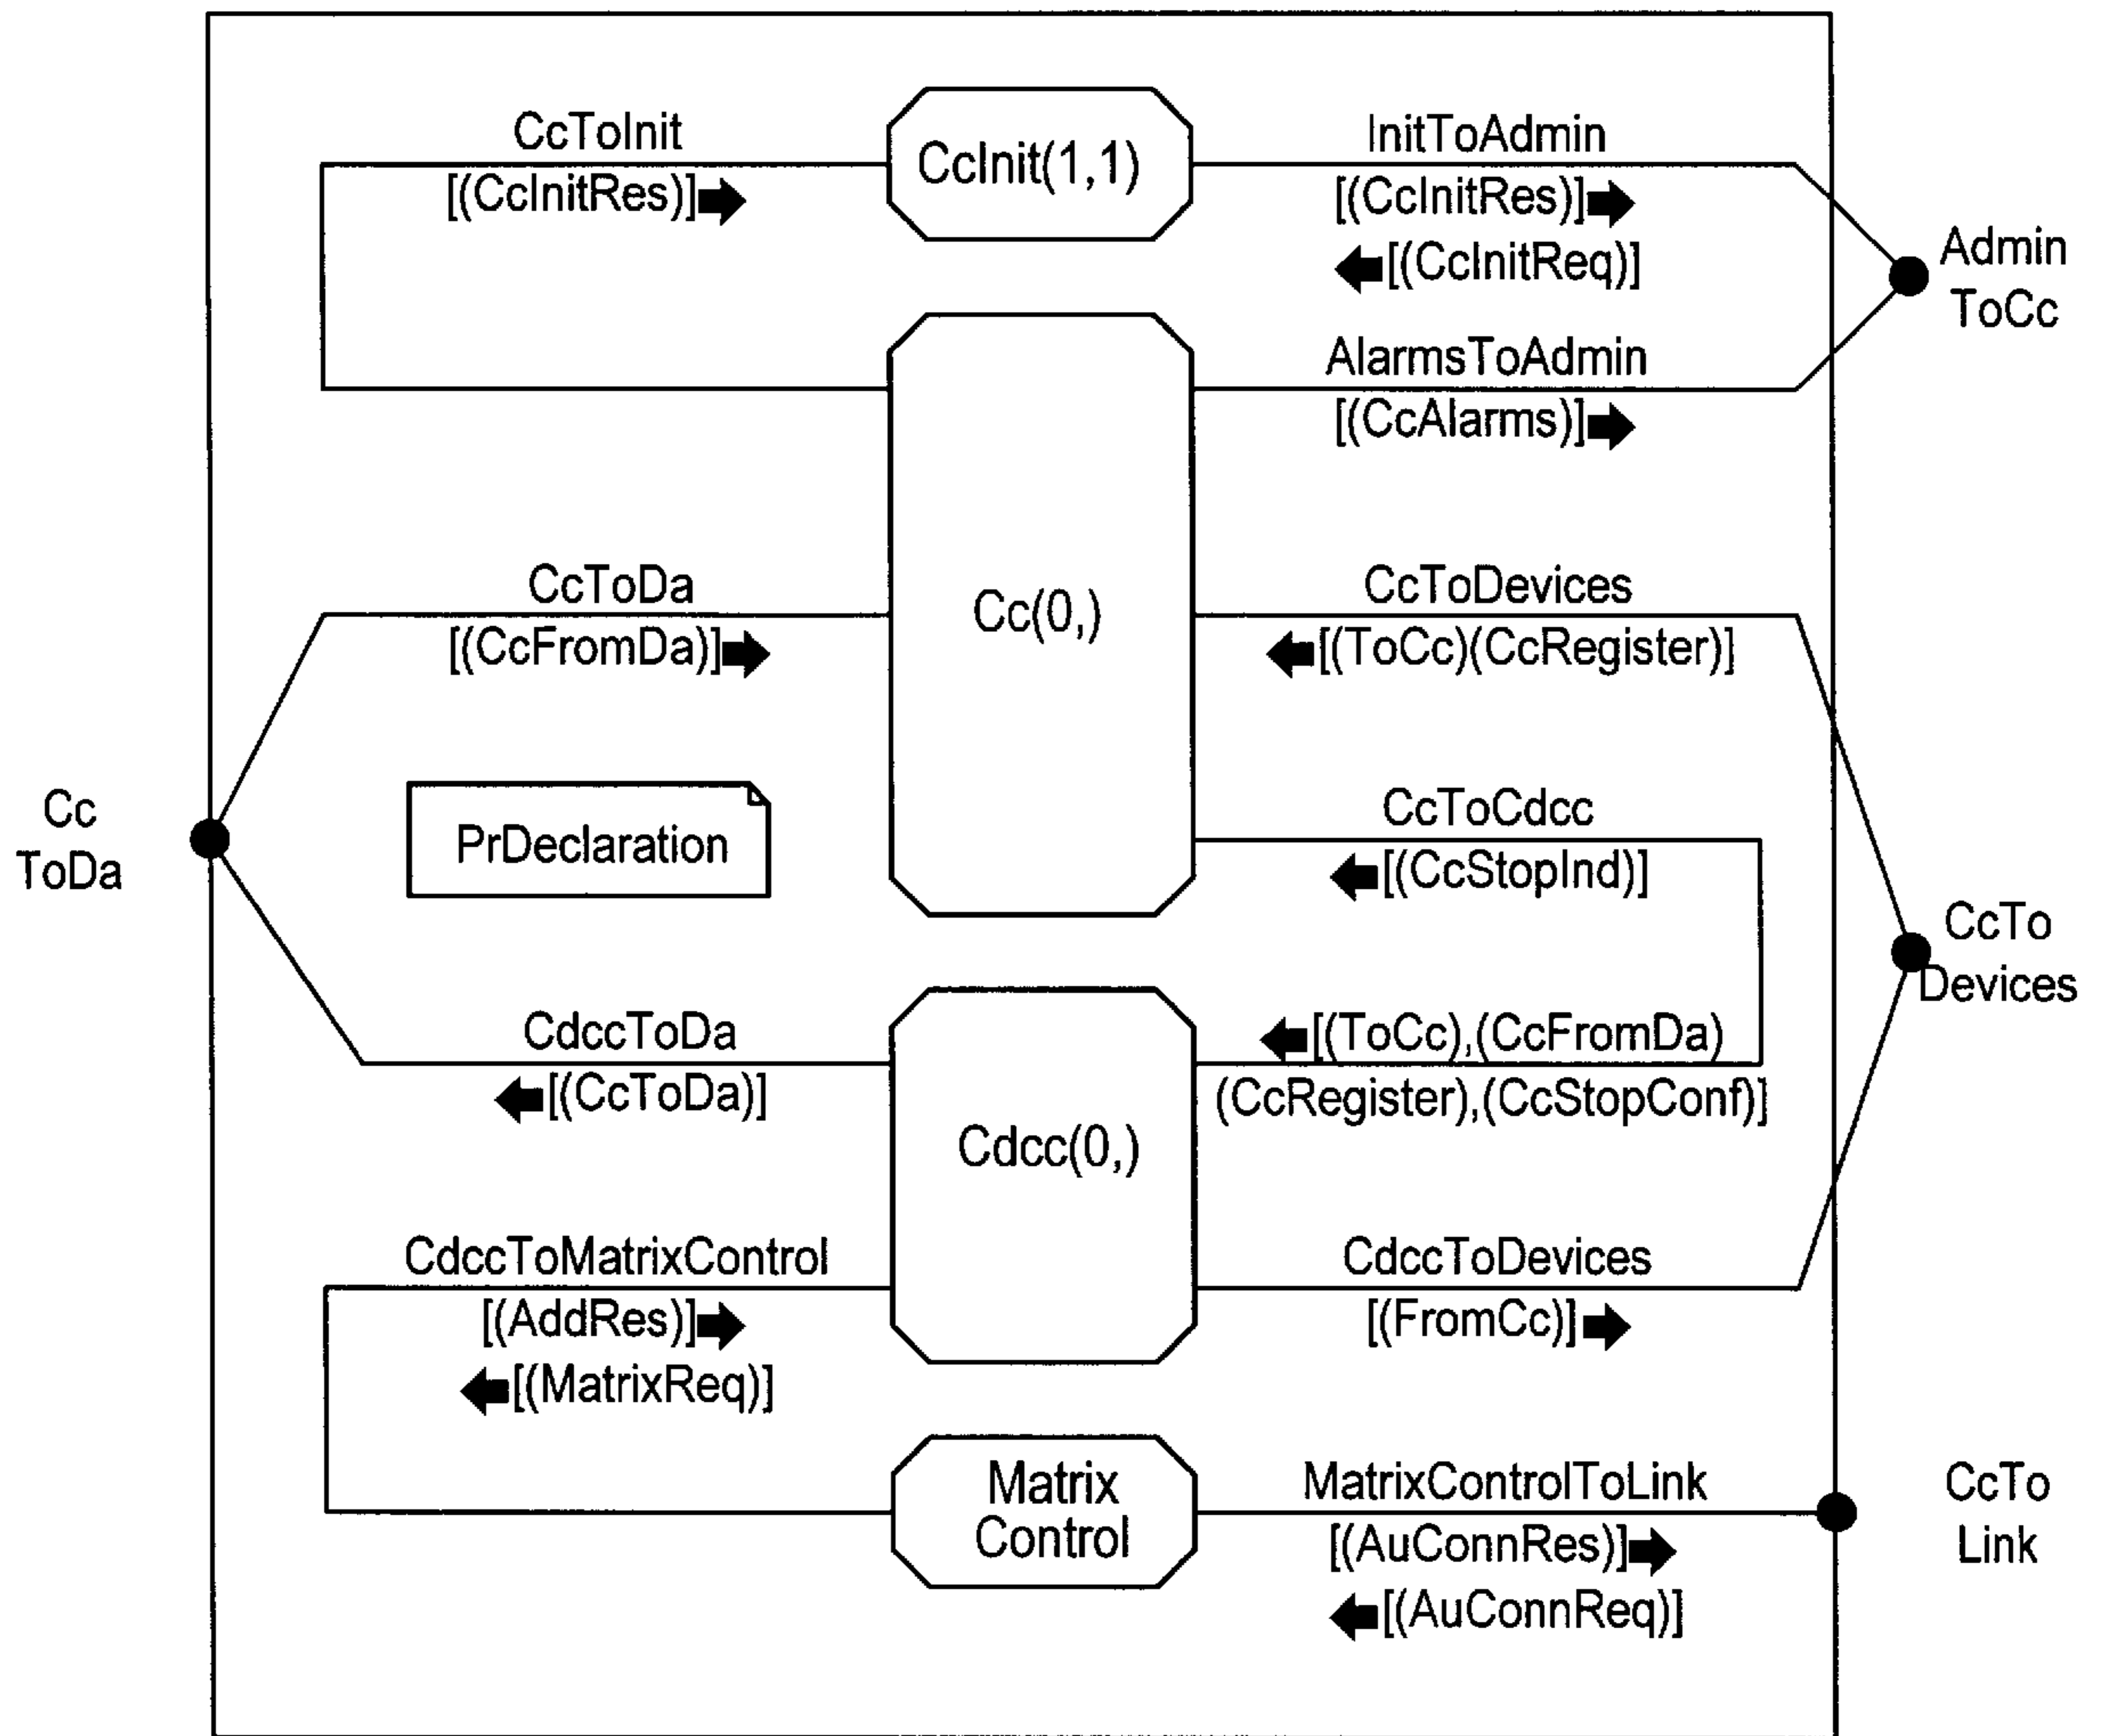 CcToInit
[(CcInitRes)]
CcInit(1,1)
InitToAdmin
[(CcInitRes)]
[(CcInitReq)]
Admin
ToCc
AlarmsToAdmin
[(CcAlarms)]
CcToDa
[(CcFromDa)]
Cc(0,)
CcToDevices
[(ToCc)(CcRegister)]
Cc
ToDa
PrDeclaration
CcToCdcc
[(CcStopInd)]
CcTo
Devices
CdccToDa
[(CcToDa)]
Cdcc(0,)
[(ToCc),(CcFromDa)
(CcRegister),(CcStopConf)]
CdccToMatrixControl
[(AddRes)]
[(MatrixReq)]
CdccToDevices
[(FromCc)]
Matrix
Control
MatrixControlToLink
[(AuConnRes)]
[(AuConnReq)]
CcTo
Link